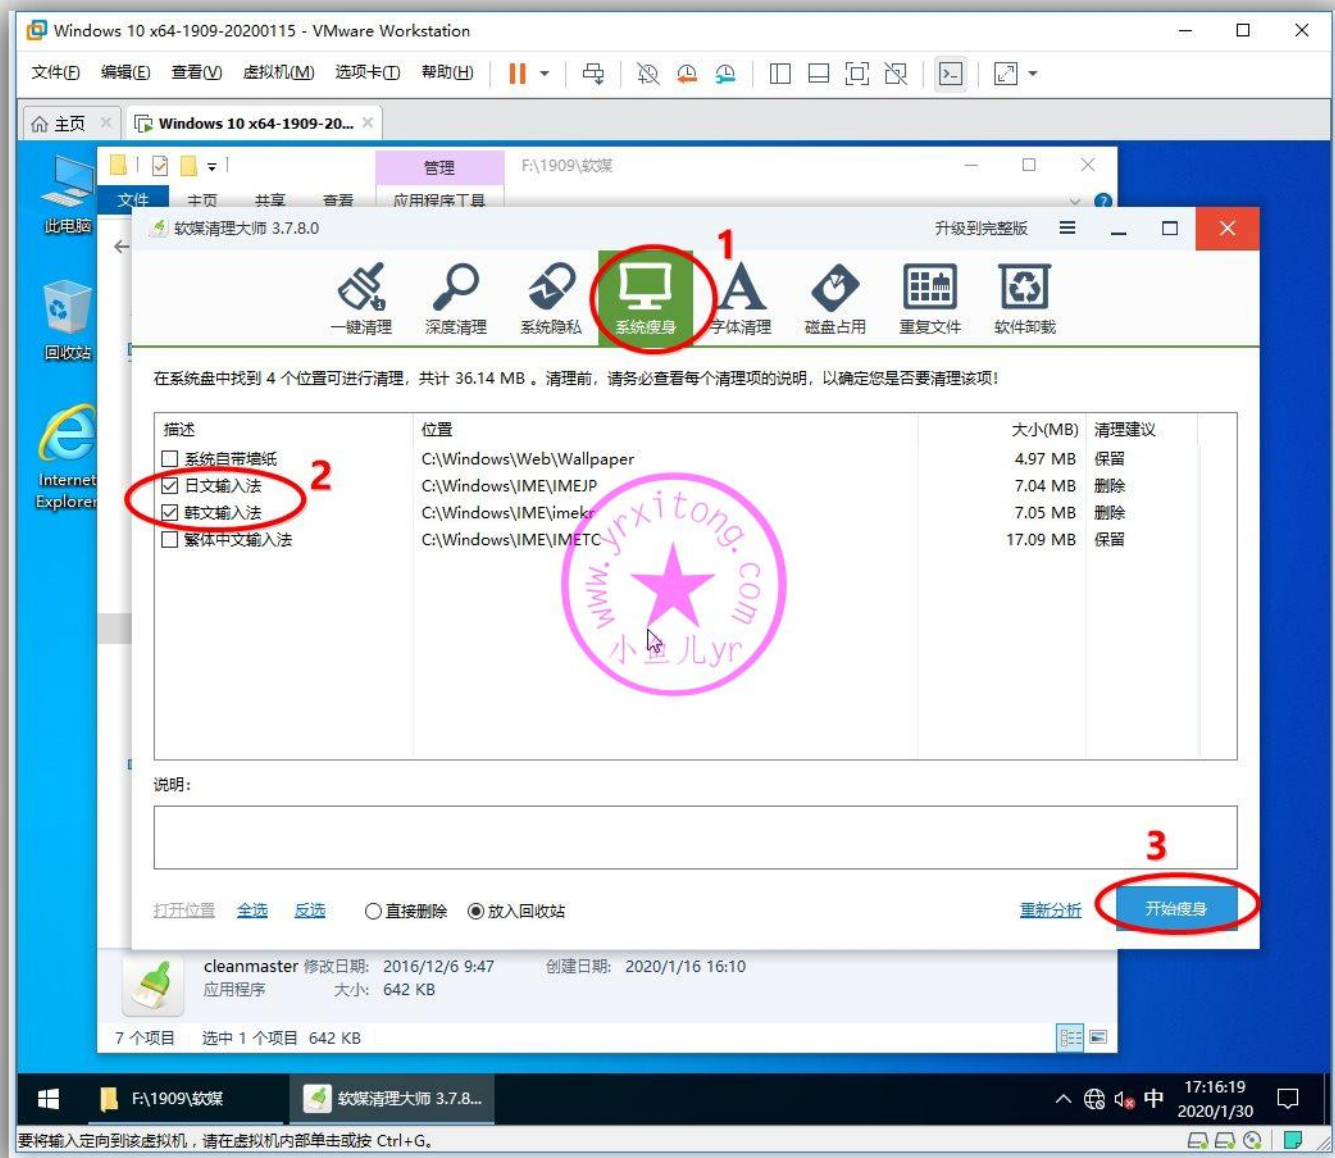 Windows 10 x64-1909-20200115 - VMware Workstation
文件(F) 编辑(E) 查看(V) 虚拟机(M) 选项卡(T) 帮助(H)
主页 Windows 10 x64-1909-20...
管理 F:\1909\软媒
文件 主页 共享 查看 应用程序工具
此电脑
回收站
Internet
Explorer
软媒清理大师 3.7.8.0 升级到完整版
1
一键清理 深度清理 系统隐私 系统瘦身 字体清理 磁盘占用 重复文件 软件卸载
在系统盘中找到 4 个位置可进行清理，共计 36.14 MB 。清理前，请务必查看每个清理项的说明，以确定您是否要清理该项!
描述 位置 大小(MB) 清理建议
系统自带墙纸 C:\Windows\Web\Wallpaper 4.97 MB 保留
2
日文输入法 C:\Windows\IME\IMEJP 7.04 MB 删除
韩文输入法 C:\Windows\IME\imekr 7.05 MB 删除
繁体中文输入法 C:\Windows\IME\IMETC 17.09 MB 保留
www.yrxitong.com
小鱼儿yr
说明:
3
打开位置 全选 反选 直接删除 放入回收站 重新分析 开始瘦身
cleanmaster 修改日期: 2016/12/6 9:47 创建日期: 2020/1/16 16:10
应用程序 大小: 642 KB
7 个项目 选中 1 个项目 642 KB
F:\1909\软媒 软媒清理大师 3.7.8... 中 17:16:19
2020/1/30
要将输入定向到该虚拟机，请在虚拟机内部单击或按 Ctrl+G。